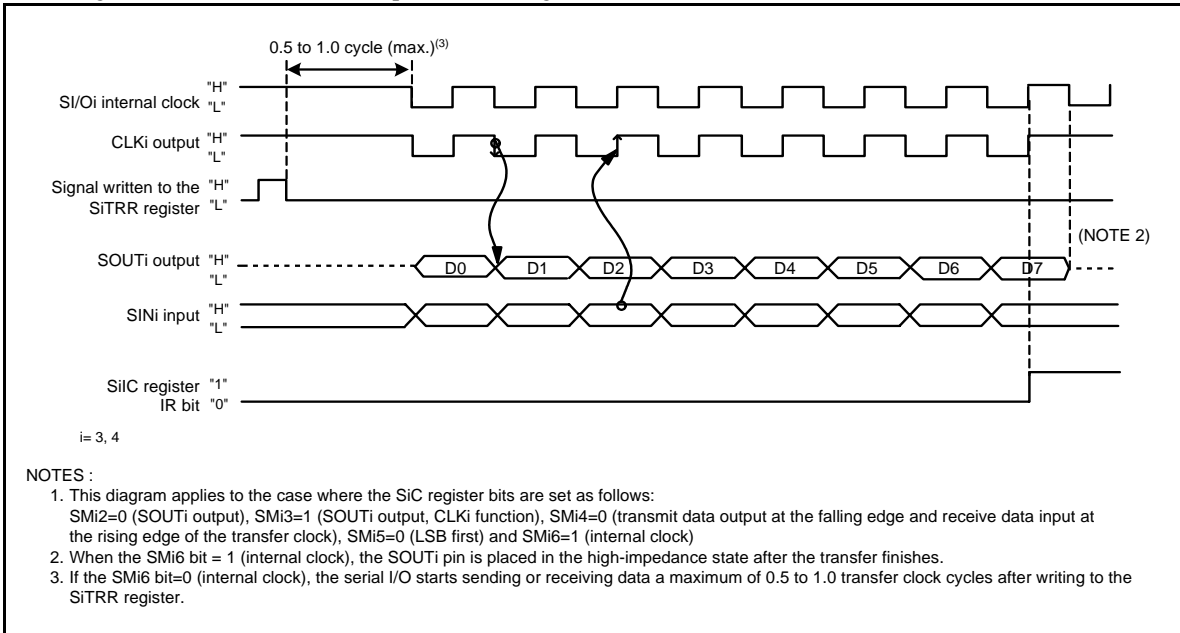 0.5 to 1.0 cycle (max.)(3)
SI/Oi internal clock "H" "L"
CLKi output "H" "L"
Signal written to the SiTRR register "H" "L"
(NOTE 2)
SOUTi output "H" "L" D0 D1 D2 D3 D4 D5 D6 D7
SINi input "H" "L"
SiIC register "1"
IR bit "0"
i= 3, 4
NOTES :
1. This diagram applies to the case where the SiC register bits are set as follows:
SMi2=0 (SOUTi output), SMi3=1 (SOUTi output, CLKi function), SMi4=0 (transmit data output at the falling edge and receive data input at
the rising edge of the transfer clock), SMi5=0 (LSB first) and SMi6=1 (internal clock)
2. When the SMi6 bit = 1 (internal clock), the SOUTi pin is placed in the high-impedance state after the transfer finishes.
3. If the SMi6 bit=0 (internal clock), the serial I/O starts sending or receiving data a maximum of 0.5 to 1.0 transfer clock cycles after writing to the
SiTRR register.